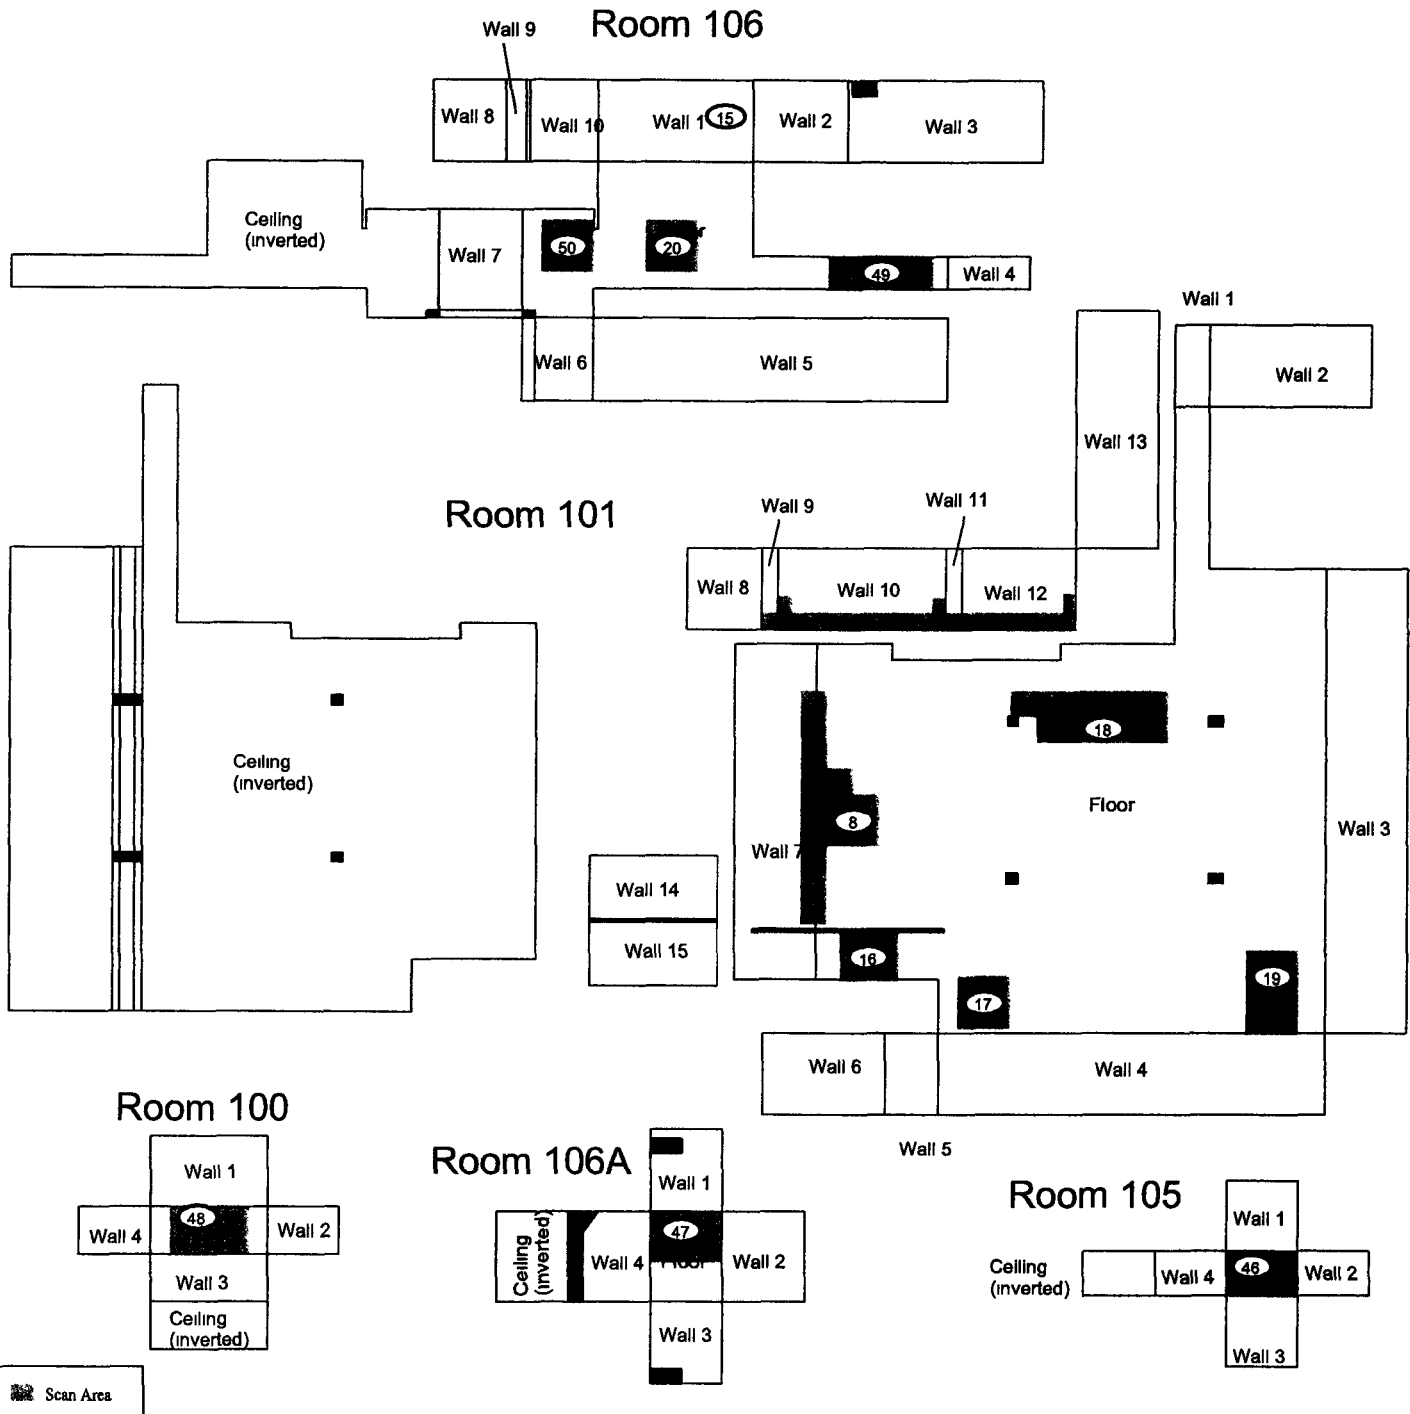 Room 106
Wall 9
Wall 8
Wall 10
Wall 1
15
Wall 2
Wall 3
Ceiling
(inverted)
Wall 7
50
20
49
Wall 4
Wall 6
Wall 5
Wall 1
Wall 2
Wall 13
Room 101
Wall 9
Wall 11
Wall 8
Wall 10
Wall 12
Ceiling
(inverted)
18
Floor
8
Wall 7
Wall 3
Wall 14
Wall 15
16
17
19
Wall 6
Wall 4
Wall 5
Room 100
Wall 1
48
Wall 4
Wall 2
Wall 3
Ceiling
(inverted)
Room 106A
Wall 1
Ceiling
(inverted)
Wall 4
47
Floor
Wall 2
Wall 3
Room 105
Wall 1
Ceiling
(inverted)
Wall 4
46
Wall 2
Wall 3
Scan Area